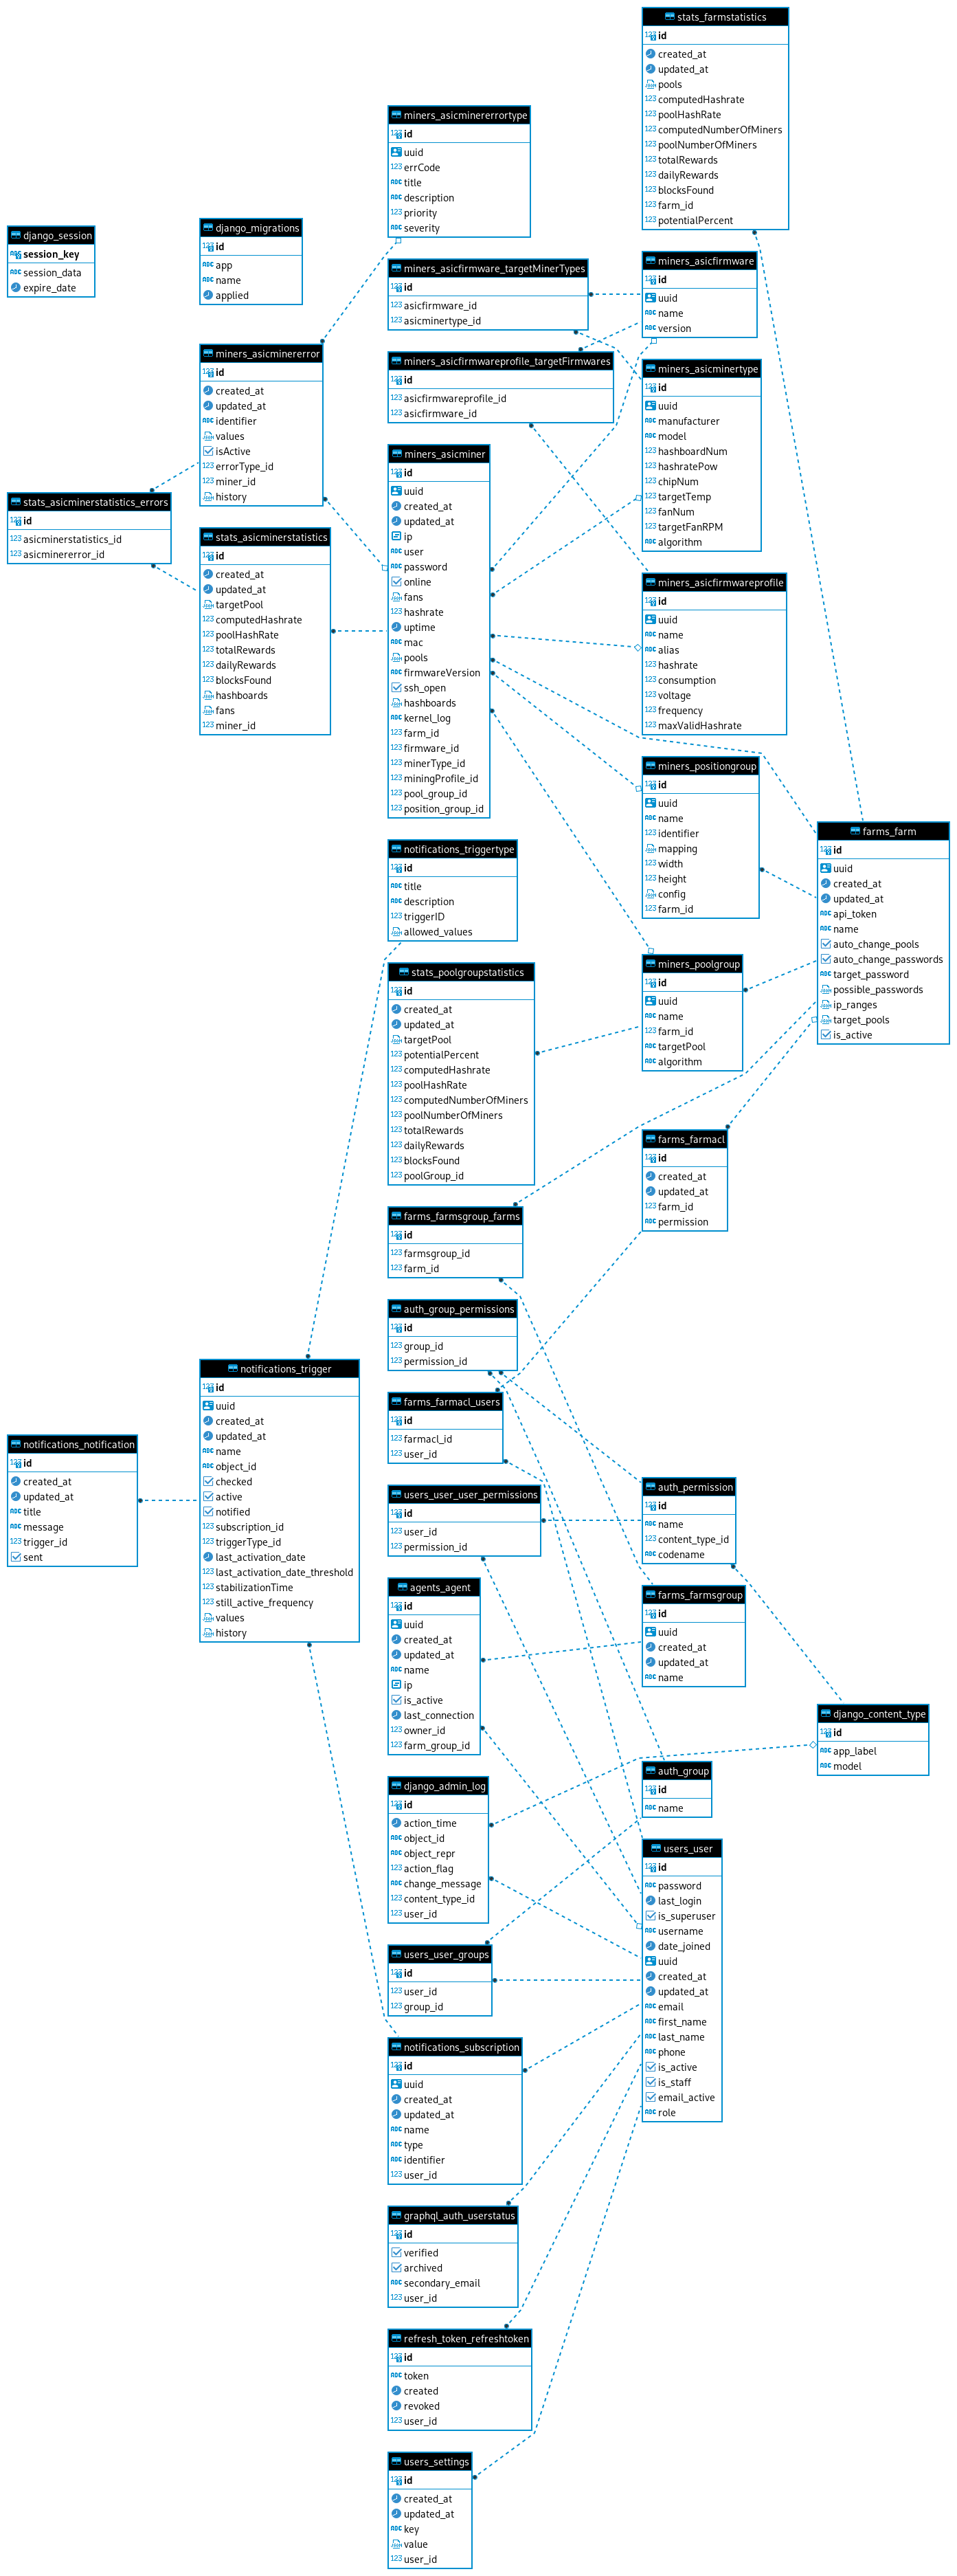 stats_farmstatistics
id
created_at
updated_at
pools
computedHashrate
poolHashRate
computedNumberOfMiners
poolNumberOfMiners
totalRewards
dailyRewards
blocksFound
farm_id
potentialPercent
miners_asicminererrortype
id
uuid
errCode
title
description
priority
severity
django_session
session_key
session_data
expire_date
django_migrations
id
app
name
applied
miners_asicfirmware_targetMinerTypes
id
asicfirmware_id
asicminertype_id
miners_asicfirmware
id
uuid
name
version
miners_asicminererror
id
created_at
updated_at
identifier
values
isActive
errorType_id
miner_id
history
miners_asicfirmwareprofile_targetFirmwares
id
asicfirmwareprofile_id
asicfirmware_id
miners_asicminertype
id
uuid
manufacturer
model
hashboardNum
hashratePow
chipNum
targetTemp
fanNum
targetFanRPM
algorithm
stats_asicminerstatistics_errors
id
asicminerstatistics_id
asicminererror_id
stats_asicminerstatistics
id
created_at
updated_at
targetPool
computedHashrate
poolHashRate
totalRewards
dailyRewards
blocksFound
hashboards
fans
miner_id
miners_asicminer
id
uuid
created_at
updated_at
ip
user
password
online
fans
hashrate
uptime
mac
pools
firmwareVersion
ssh_open
hashboards
kernel_log
farm_id
firmware_id
minerType_id
miningProfile_id
pool_group_id
position_group_id
miners_asicfirmwareprofile
id
uuid
name
alias
hashrate
consumption
voltage
frequency
maxValidHashrate
miners_positiongroup
id
uuid
name
identifier
mapping
width
height
config
farm_id
farms_farm
id
uuid
created_at
updated_at
api_token
name
auto_change_pools
auto_change_passwords
target_password
possible_passwords
ip_ranges
target_pools
is_active
notifications_triggertype
id
title
description
triggerID
allowed_values
stats_poolgroupstatistics
id
created_at
updated_at
targetPool
potentialPercent
computedHashrate
poolHashRate
computedNumberOfMiners
poolNumberOfMiners
totalRewards
dailyRewards
blocksFound
poolGroup_id
miners_poolgroup
id
uuid
name
farm_id
targetPool
algorithm
farms_farmacl
id
created_at
updated_at
farm_id
permission
farms_farmsgroup_farms
id
farmsgroup_id
farm_id
auth_group_permissions
id
group_id
permission_id
notifications_trigger
id
uuid
created_at
updated_at
name
object_id
checked
active
notified
subscription_id
triggerType_id
last_activation_date
last_activation_date_threshold
stabilizationTime
still_active_frequency
values
history
notifications_notification
id
created_at
updated_at
title
message
trigger_id
sent
farms_farmacl_users
id
farmacl_id
user_id
users_user_user_permissions
id
user_id
permission_id
auth_permission
id
name
content_type_id
codename
agents_agent
id
uuid
created_at
updated_at
name
ip
is_active
last_connection
owner_id
farm_group_id
farms_farmsgroup
id
uuid
created_at
updated_at
name
django_content_type
id
app_label
model
auth_group
id
name
django_admin_log
id
action_time
object_id
object_repr
action_flag
change_message
content_type_id
user_id
users_user
id
password
last_login
is_superuser
username
date_joined
uuid
created_at
updated_at
email
first_name
last_name
phone
is_active
is_staff
email_active
role
users_user_groups
id
user_id
group_id
notifications_subscription
id
uuid
created_at
updated_at
name
type
identifier
user_id
graphql_auth_userstatus
id
verified
archived
secondary_email
user_id
refresh_token_refreshtoken
id
token
created
revoked
user_id
users_settings
id
created_at
updated_at
key
value
user_id